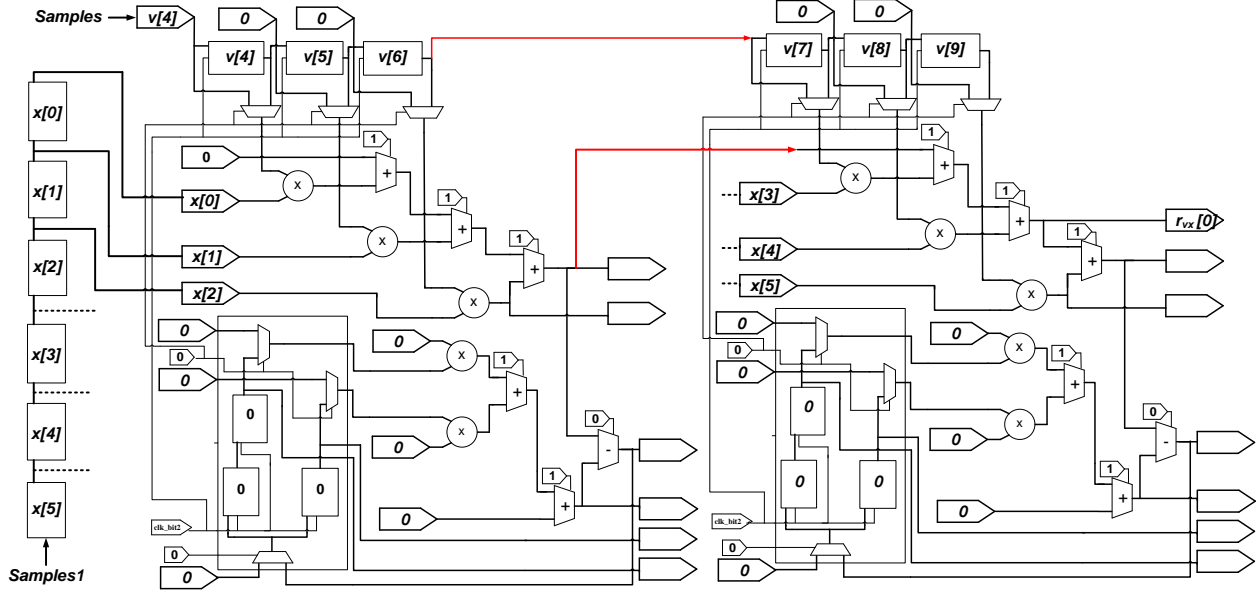 Samples
v[4]
0
0
v[4]
v[5]
v[6]
x[0]
x[1]
x[2]
x[3]
x[4]
x[5]
Samples1
1
0
+
x[0]
x
1
+
x[1]
x
1
+
x[2]
x
0
0
0
0
x
1
+
0
x
0
0
0
0
-
1
+
0
clk_bit2
0
0
0
0
v[7]
v[8]
v[9]
1
+
x[3]
x
1
+
r_vx [0]
x[4]
x
1
+
x[5]
x
0
0
0
0
x
1
+
0
x
0
0
0
0
-
1
+
0
clk_bit2
0
0